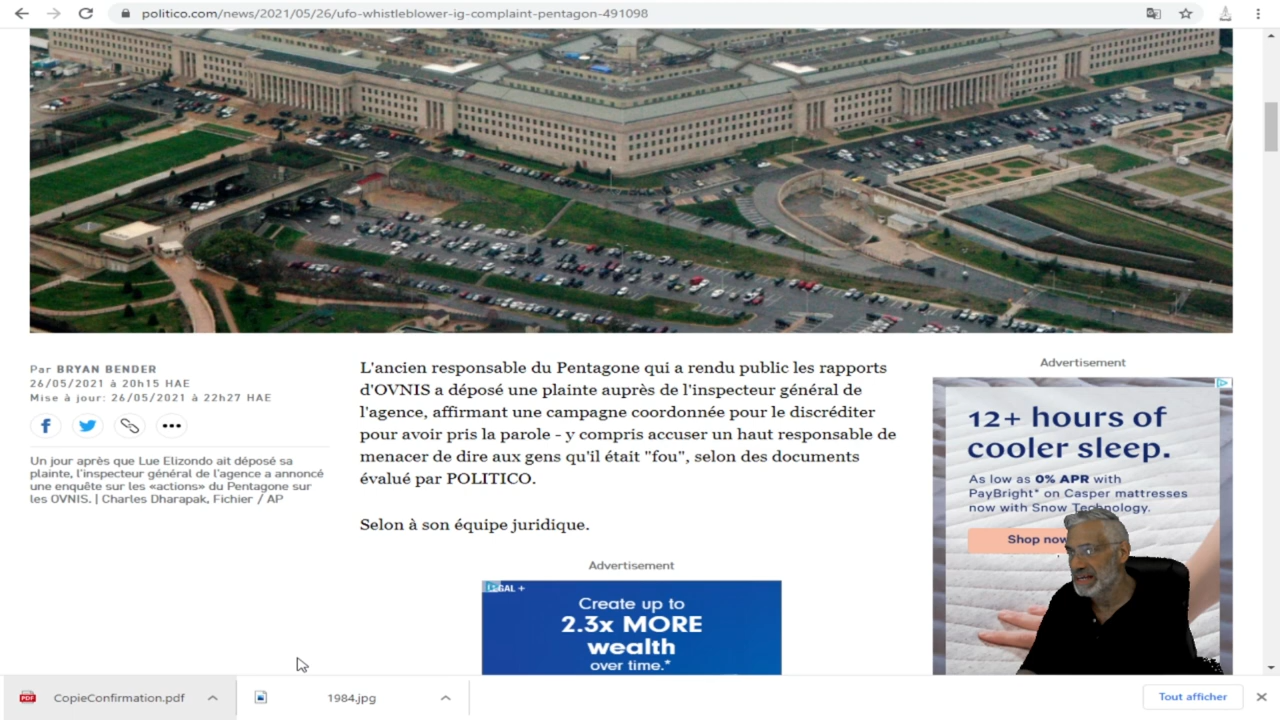 politico.com/news/2021/05/26/ufo-whistleblower-ig-complaint-pentagon-491098
Par BRYAN BENDER
26/05/2021 à 20h15 HAE
Mise à jour: 26/05/2021 à 22h27 HAE
Un jour après que Lue Elizondo ait déposé sa
plainte, l'inspecteur général de l'agence a annoncé
une enquête sur les «actions» du Pentagone sur
les OVNIS. | Charles Dharapak, Fichier / AP
L'ancien responsable du Pentagone qui a rendu public les rapports
d'OVNIS a déposé une plainte auprès de l'inspecteur général de
l'agence, affirmant une campagne coordonnée pour le discréditer
pour avoir pris la parole - y compris accuser un haut responsable de
menacer de dire aux gens qu'il était "fou", selon des documents
évalué par POLITICO.
Selon à son équipe juridique.
Advertisement
Create up to
2.3x MORE
wealth
over time.*
Advertisement
12+ hours of
cooler sleep.
As low as 0% APR with
PayBright* on Casper mattresses
now with Snow Technology.
Shop now
CopieConfirmation.pdf
1984.jpg
Tout afficher